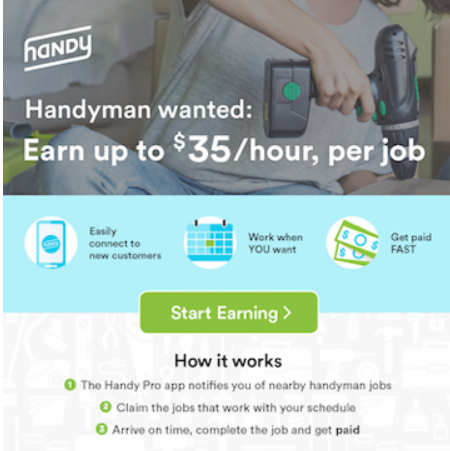 HANDY
Handyman wanted:
Earn up to $35/hour, per job
Easily
connect to
new customers
Work when
YOU want
Get paid
FAST
Start Earning >
How it works
1 The Handy Pro app notifies you of nearby handyman jobs
2 Claim the jobs that work with your schedule
3 Arrive on time, complete the job and get paid